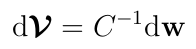 d𝓥 = C⁻¹dw